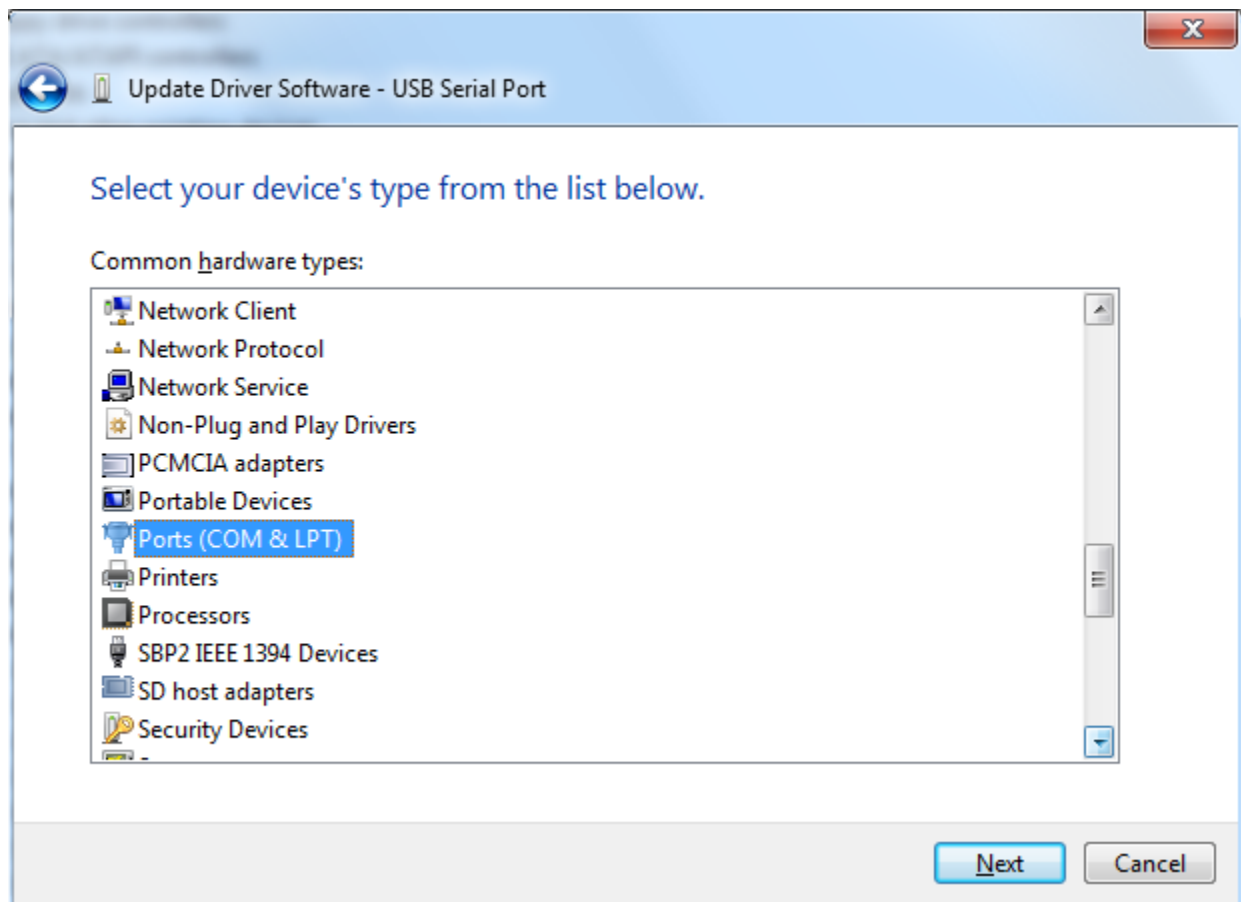 Update Driver Software - USB Serial Port
Select your device's type from the list below.
Common hardware types:
Network Client
Network Protocol
Network Service
Non-Plug and Play Drivers
PCMCIA adapters
Portable Devices
Ports (COM & LPT)
Printers
Processors
SBP2 IEEE 1394 Devices
SD host adapters
Security Devices
Next
Cancel